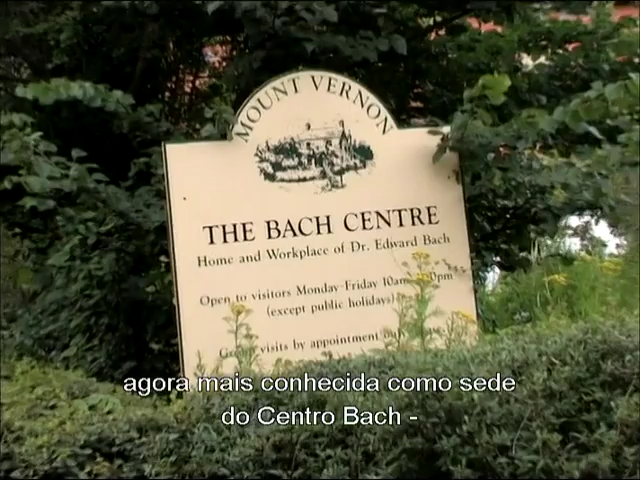 MOUNT VERNON
THE BACH CENTRE
Home and Workplace of Dr. Edward Bach
Open to visitors Monday-Friday 10am
(except public holidays)
visits by appointment
agora mais conhecida como sede
do Centro Bach -